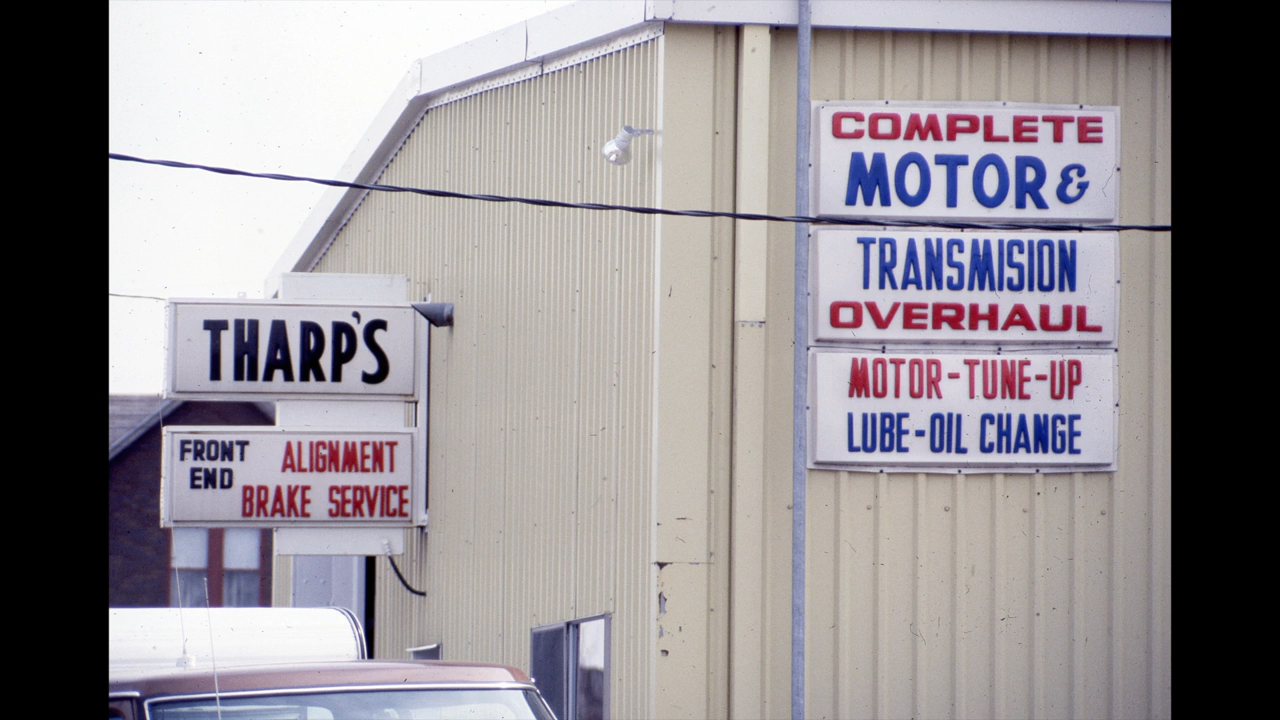 THARP'S
FRONT END ALIGNMENT
BRAKE SERVICE
COMPLETE
MOTOR &
TRANSMISION
OVERHAUL
MOTOR-TUNE-UP
LUBE-OIL CHANGE